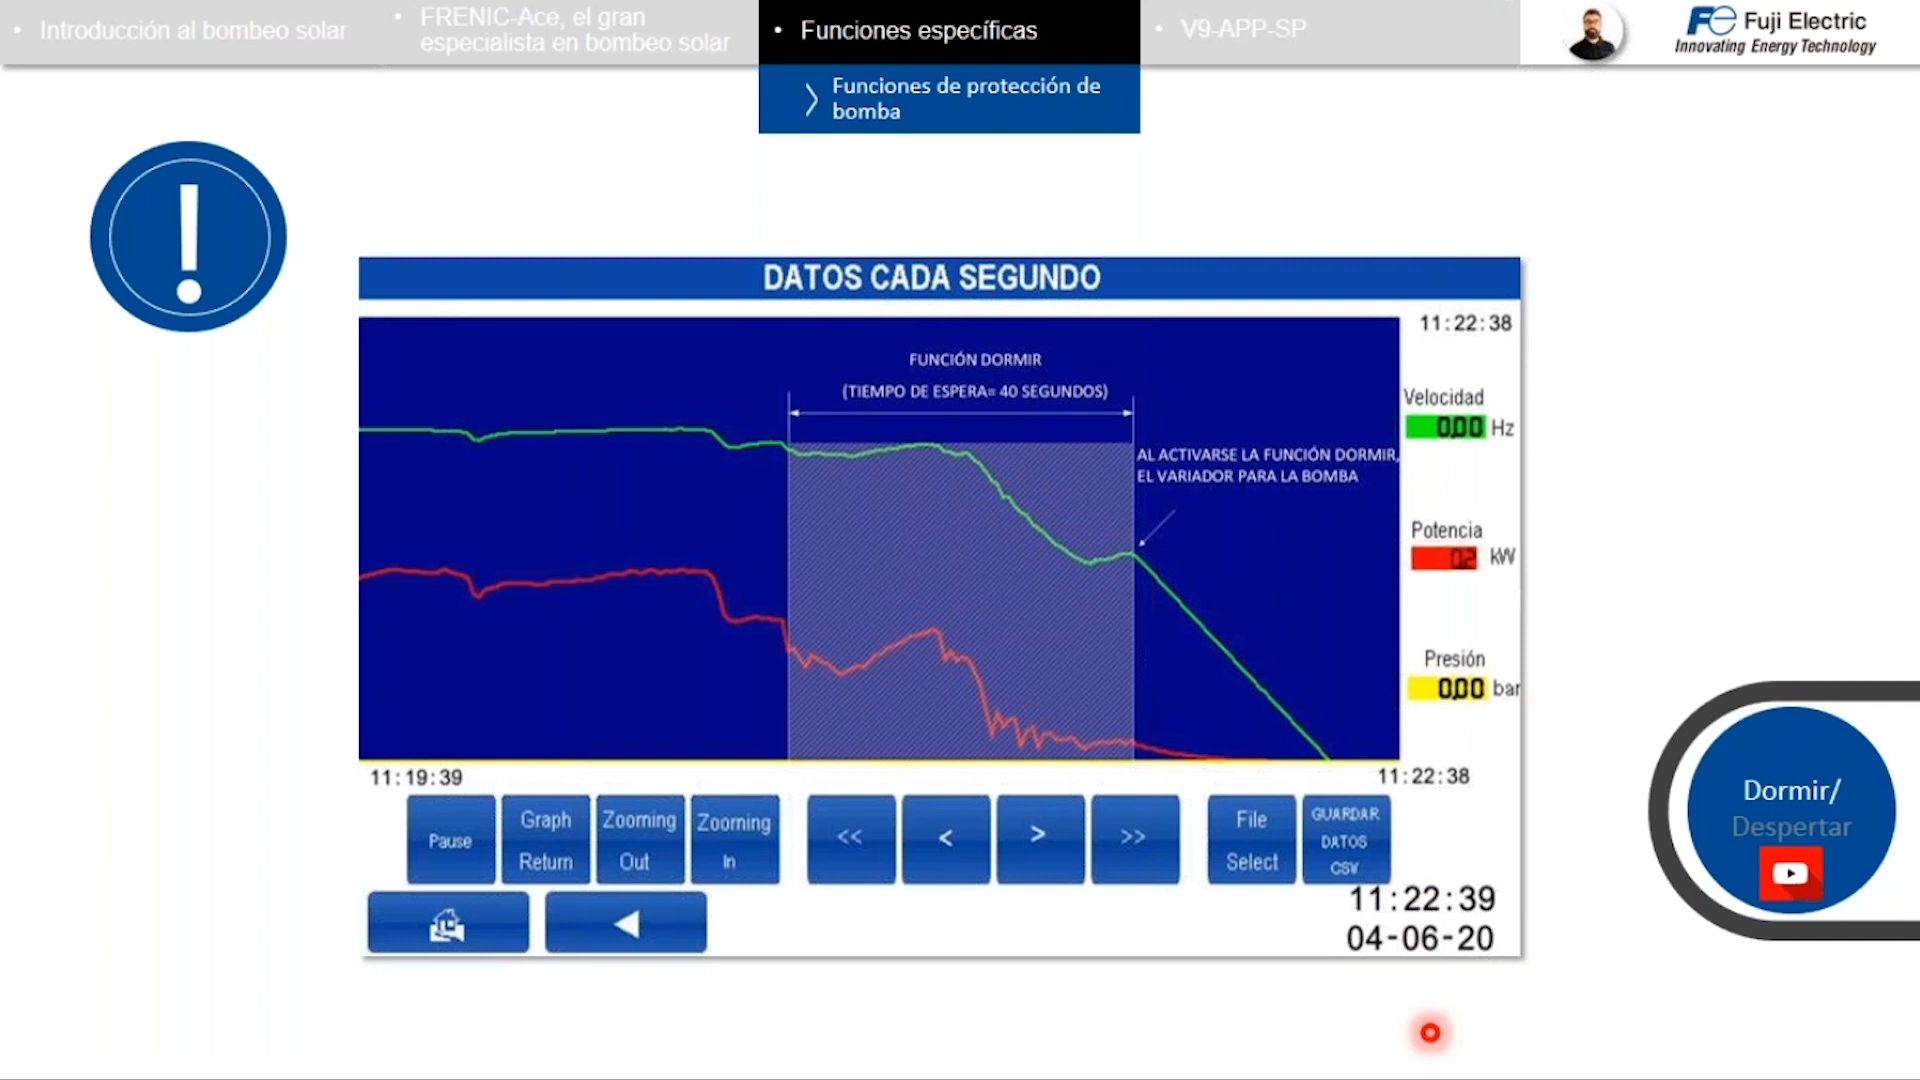 • Introducción al bombeo solar
• FRENIC-Ace, el gran
especialista en bombeo solar
• Funciones específicas
• V9-APP-SP
Fuji Electric
Innovating Energy Technology
Funciones de protección de
bomba
DATOS CADA SEGUNDO
11:22:38
FUNCIÓN DORMIR
(TIEMPO DE ESPERA= 40 SEGUNDOS)
Velocidad
0,00 Hz
AL ACTIVARSE LA FUNCIÓN DORMIR,
EL VARIADOR PARA LA BOMBA
Potencia
0.2 kW
Presión
0,00 bar
11:19:39
11:22:38
Pause
Graph
Return
Zooming
Out
Zooming
In
<<
<
>
>>
File
Select
GUARDAR
DATOS
CSV
11:22:39
04-06-20
Dormir/
Despertar